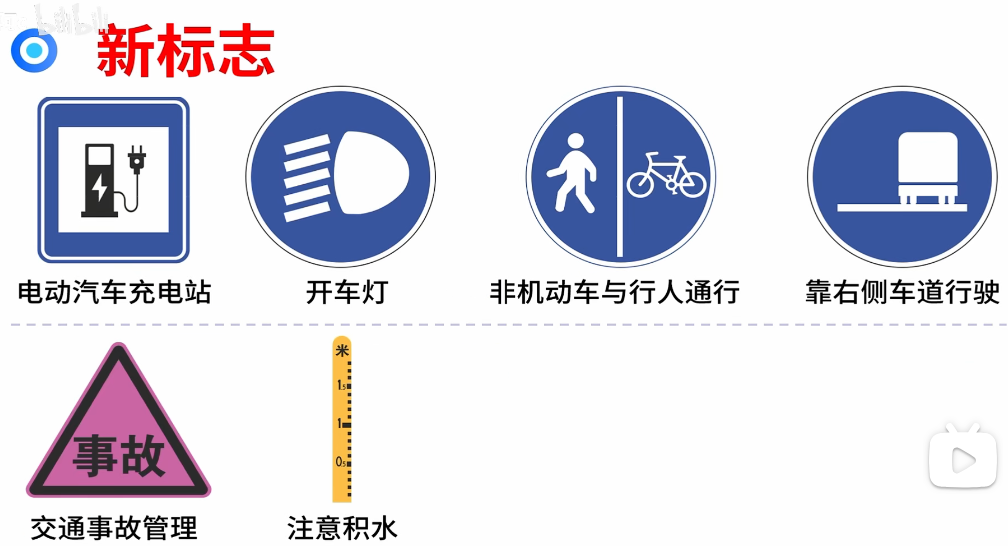 新标志
电动汽车充电站
开车灯
非机动车与行人通行
靠右侧车道行驶
事故
米
1.5
1
0.5
交通事故管理
注意积水